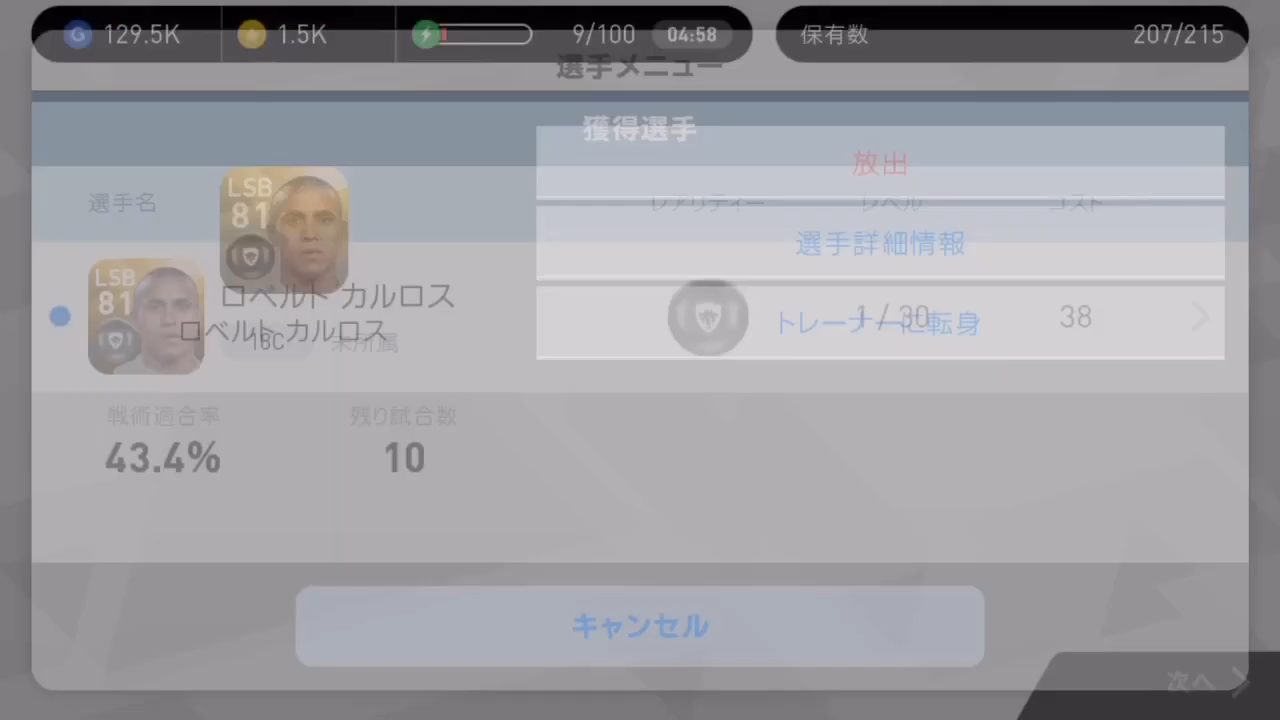 129.5K 1.5K 9/100 04:58 保有数 207/215
選手メニュー
獲得選手
放出
選手名 レアリティー レベル コスト
LSB
81
選手詳細情報
LSB
81
ロベルト カルロス
ロベルト カルロス
1 / 30
トレーナーに転身
38
18C 未所属
戦術適合率 残り試合数
43.4% 10
キャンセル
次へ